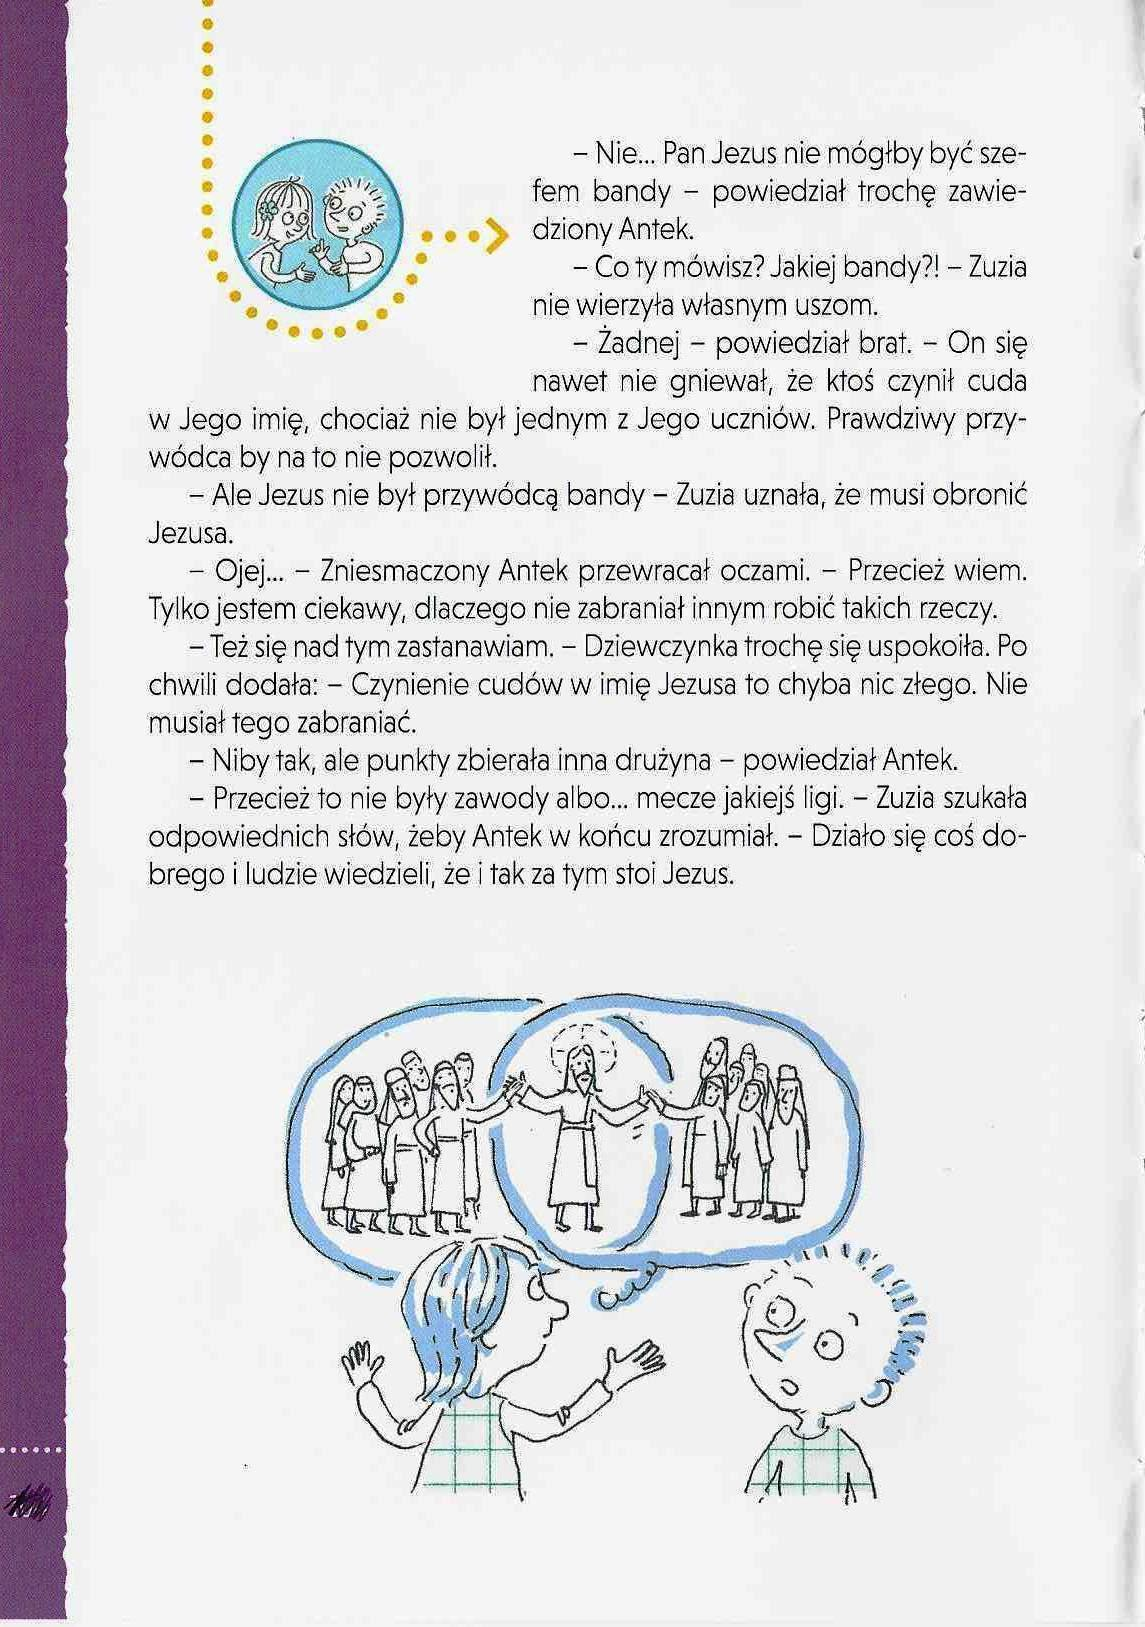 – Nie... Pan Jezus nie mógłby być sze-
fem bandy – powiedział trochę zawie-
dziony Antek.
– Co ty mówisz? Jakiej bandy?! – Zuzia
nie wierzyła własnym uszom.
– Żadnej – powiedział brat. – On się
nawet nie gniewał, że ktoś czynił cuda
w Jego imię, chociaż nie był jednym z Jego uczniów. Prawdziwy przy-
wódca by na to nie pozwolił.
– Ale Jezus nie był przywódcą bandy – Zuzia uznała, że musi obronić
Jezusa.
– Ojej... – Zniesmaczony Antek przewracał oczami. – Przecież wiem.
Tylko jestem ciekawy, dlaczego nie zabraniał innym robić takich rzeczy.
– Też się nad tym zastanawiam. – Dziewczynka trochę się uspokoiła. Po
chwili dodała: – Czynienie cudów w imię Jezusa to chyba nic złego. Nie
musiał tego zabraniać.
– Niby tak, ale punkty zbierała inna drużyna – powiedział Antek.
– Przecież to nie były zawody albo... mecze jakiejś ligi. – Zuzia szukała
odpowiednich słów, żeby Antek w końcu zrozumiał. – Działo się coś do-
brego i ludzie wiedzieli, że i tak za tym stoi Jezus.